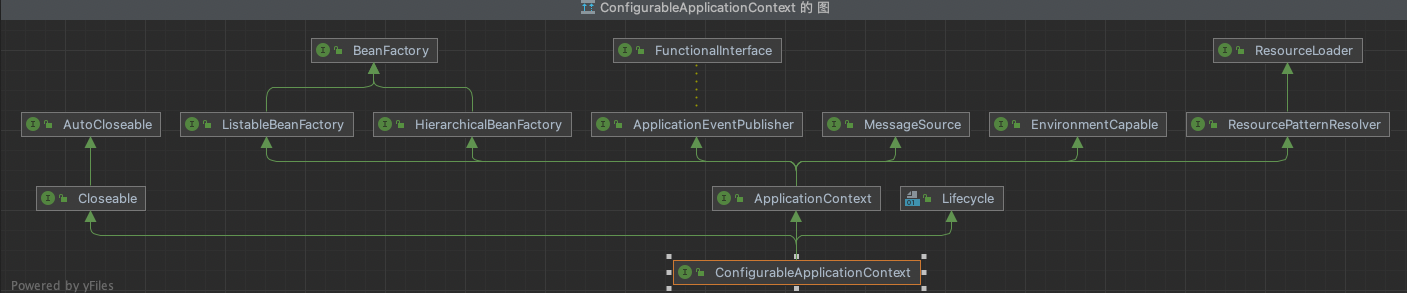 ConfigurableApplicationContext 的 图
BeanFactory
FunctionalInterface
ResourceLoader
AutoCloseable
ListableBeanFactory
HierarchicalBeanFactory
ApplicationEventPublisher
MessageSource
EnvironmentCapable
ResourcePatternResolver
Closeable
ApplicationContext
Lifecycle
ConfigurableApplicationContext
Powered by yFiles